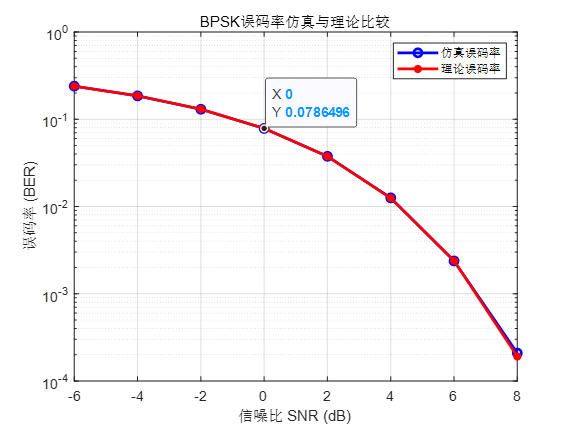 BPSK误码率仿真与理论比较
10^0
仿真误码率
理论误码率
X 0
Y 0.0786496
10^-1
10^-2
10^-3
10^-4
误码率 (BER)
-6 -4 -2 0 2 4 6 8
信噪比 SNR (dB)